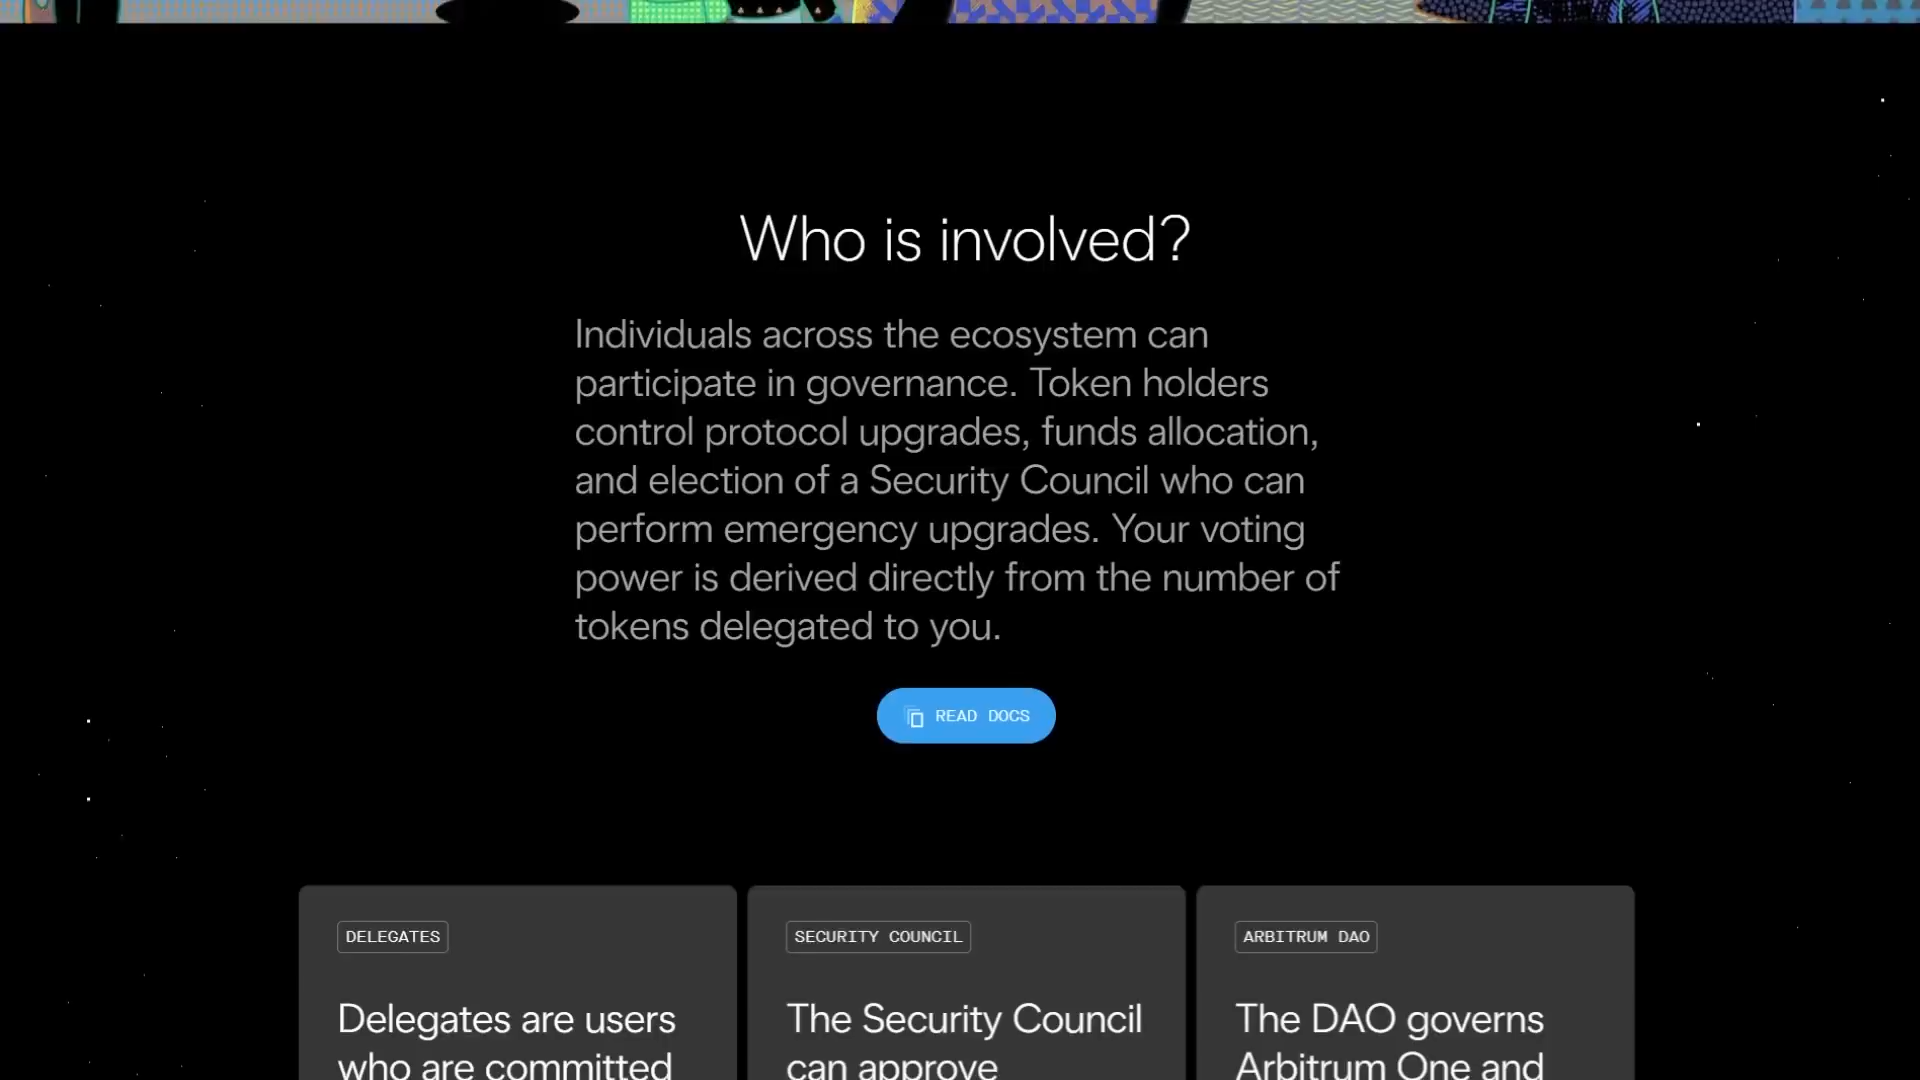 Who is involved?
Individuals across the ecosystem can
participate in governance. Token holders
control protocol upgrades, funds allocation,
and election of a Security Council who can
perform emergency upgrades. Your voting
power is derived directly from the number of
tokens delegated to you.
READ DOCS
DELEGATES
Delegates are users
who are committed
SECURITY COUNCIL
The Security Council
can approve
ARBITRUM DAO
The DAO governs
Arbitrum One and